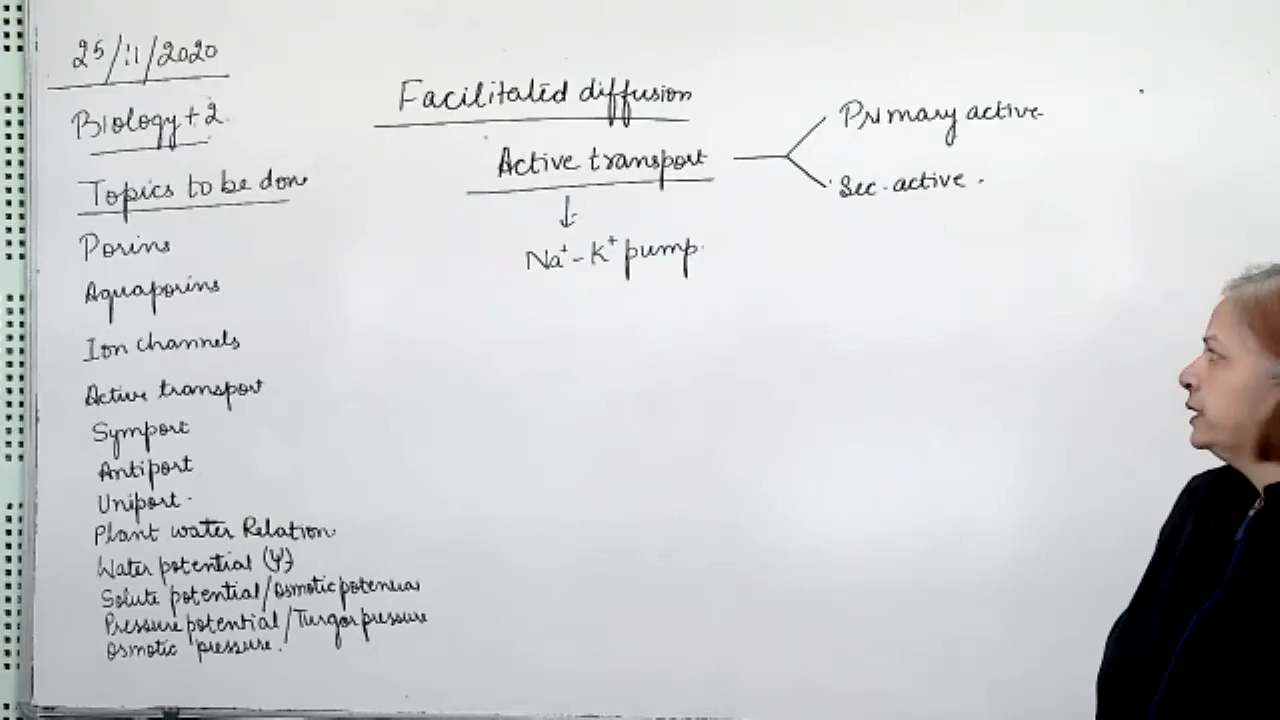 25/11/2020
Biology + 2
Topics to be done
Porins
Aquaporins
Ion channels
Active transport
Symport
Antiport
Uniport.
Plant water Relation
Water potential (Ψ)
Solute potential/Osmotic potential
Pressure potential/Turgor pressure
Osmotic pressure.
Facilitated diffusion
Active transport
Primary active
Sec. active.
↓
Na⁺-K⁺ pump.